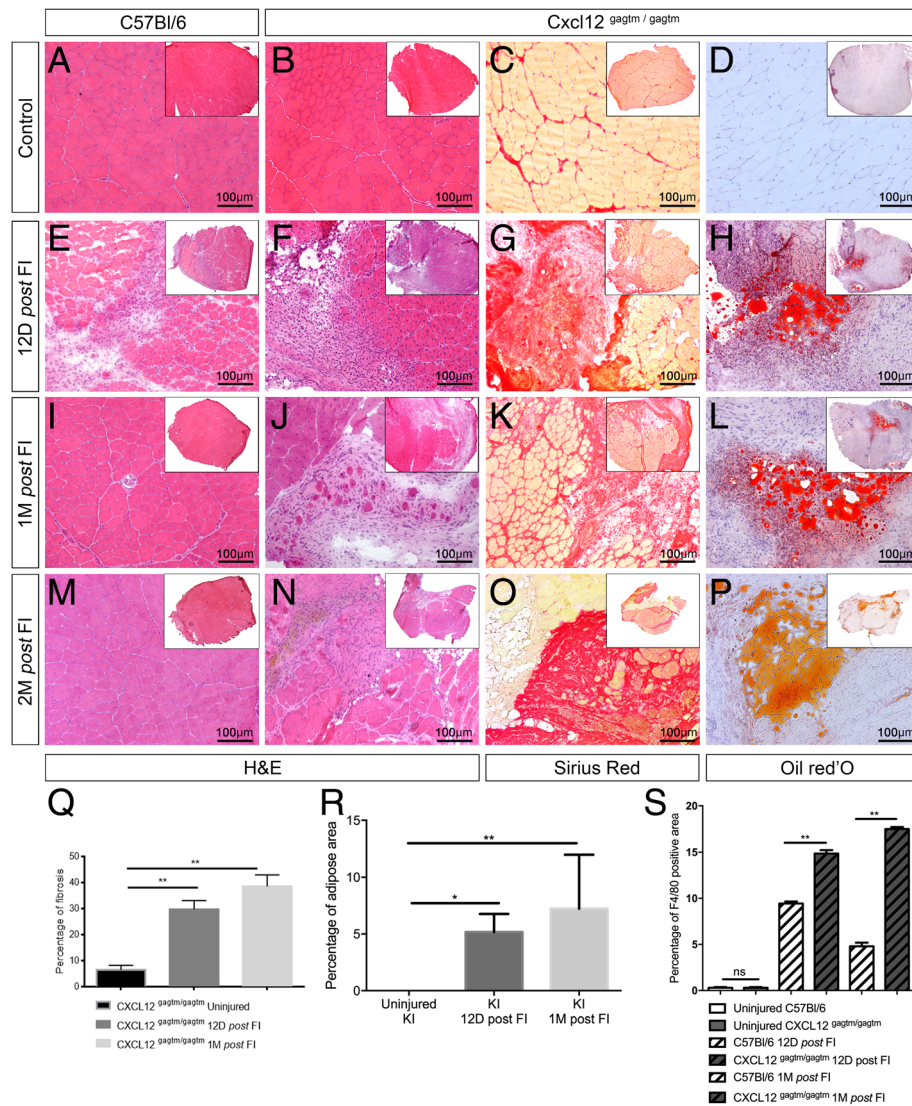 C57Bl/6
Cxcl12 gagtm / gagtm
Control
A
100µm
B
100µm
C
100µm
D
100µm
12D post FI
E
100µm
F
100µm
G
100µm
H
100µm
1M post FI
I
100µm
J
100µm
K
100µm
L
100µm
2M post FI
M
100µm
N
100µm
O
100µm
P
100µm
H&E
Sirius Red
Oil red'O
Q
Percentage of fibrosis
50
40
30
20
10
0
**
**
CXCL12 gagtm/gagtm Uninjured
CXCL12 gagtm/gagtm 12D post FI
CXCL12 gagtm/gagtm 1M post FI
R
Percentage of adipose area
15
10
5
0
**
*
Uninjured
KI
KI
12D post FI
KI
1M post FI
S
Percentage of F4/80 positive area
20
15
10
5
0
ns
**
**
Uninjured C57Bl/6
Uninjured CXCL12 gagtm/gagtm
C57Bl/6 12D post FI
CXCL12 gagtm/gagtm 12D post FI
C57Bl/6 1M post FI
CXCL12 gagtm/gagtm 1M post FI